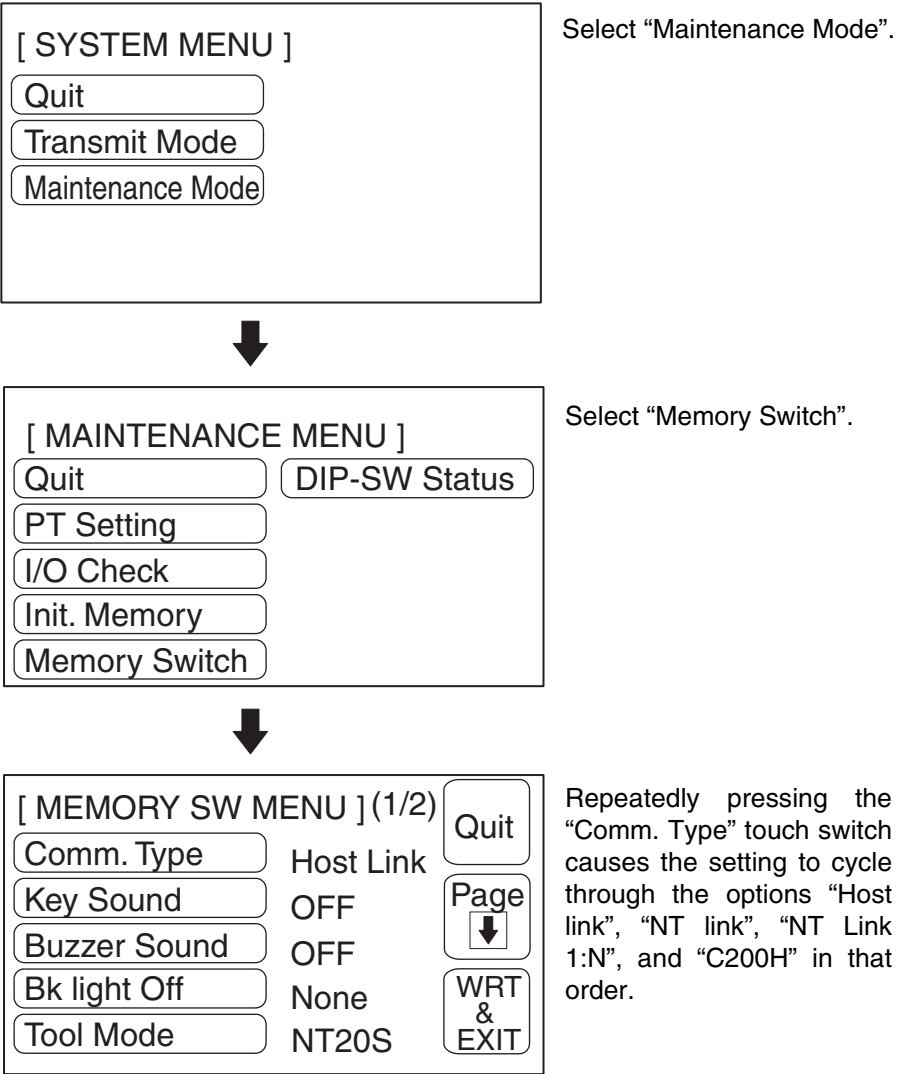 [ SYSTEM MENU ]
Quit
Transmit Mode
Maintenance Mode
Select “Maintenance Mode”.
[ MAINTENANCE MENU ]
Quit
DIP-SW Status
PT Setting
I/O Check
Init. Memory
Memory Switch
Select “Memory Switch”.
[ MEMORY SW MENU ] (1/2)
Quit
Comm. Type
Host Link
Key Sound
OFF
Page
Buzzer Sound
OFF
Bk light Off
None
WRT
&
EXIT
Tool Mode
NT20S
Repeatedly pressing the
“Comm. Type” touch switch
causes the setting to cycle
through the options “Host
link”, “NT link”, “NT Link
1:N”, and “C200H” in that
order.